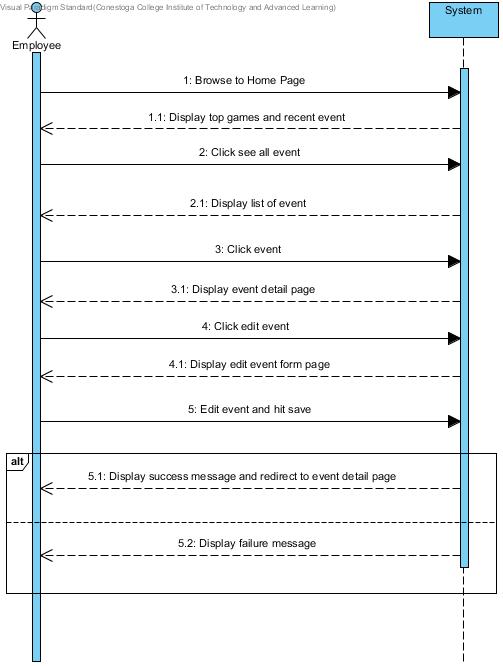 Visual Paradigm Standard(Conestoga College Institute of Technology and Advanced Learning)
System
Employee
1: Browse to Home Page
1.1: Display top games and recent event
2: Click see all event
2.1: Display list of event
3: Click event
3.1: Display event detail page
4: Click edit event
4.1: Display edit event form page
5: Edit event and hit save
alt
5.1: Display success message and redirect to event detail page
5.2: Display failure message